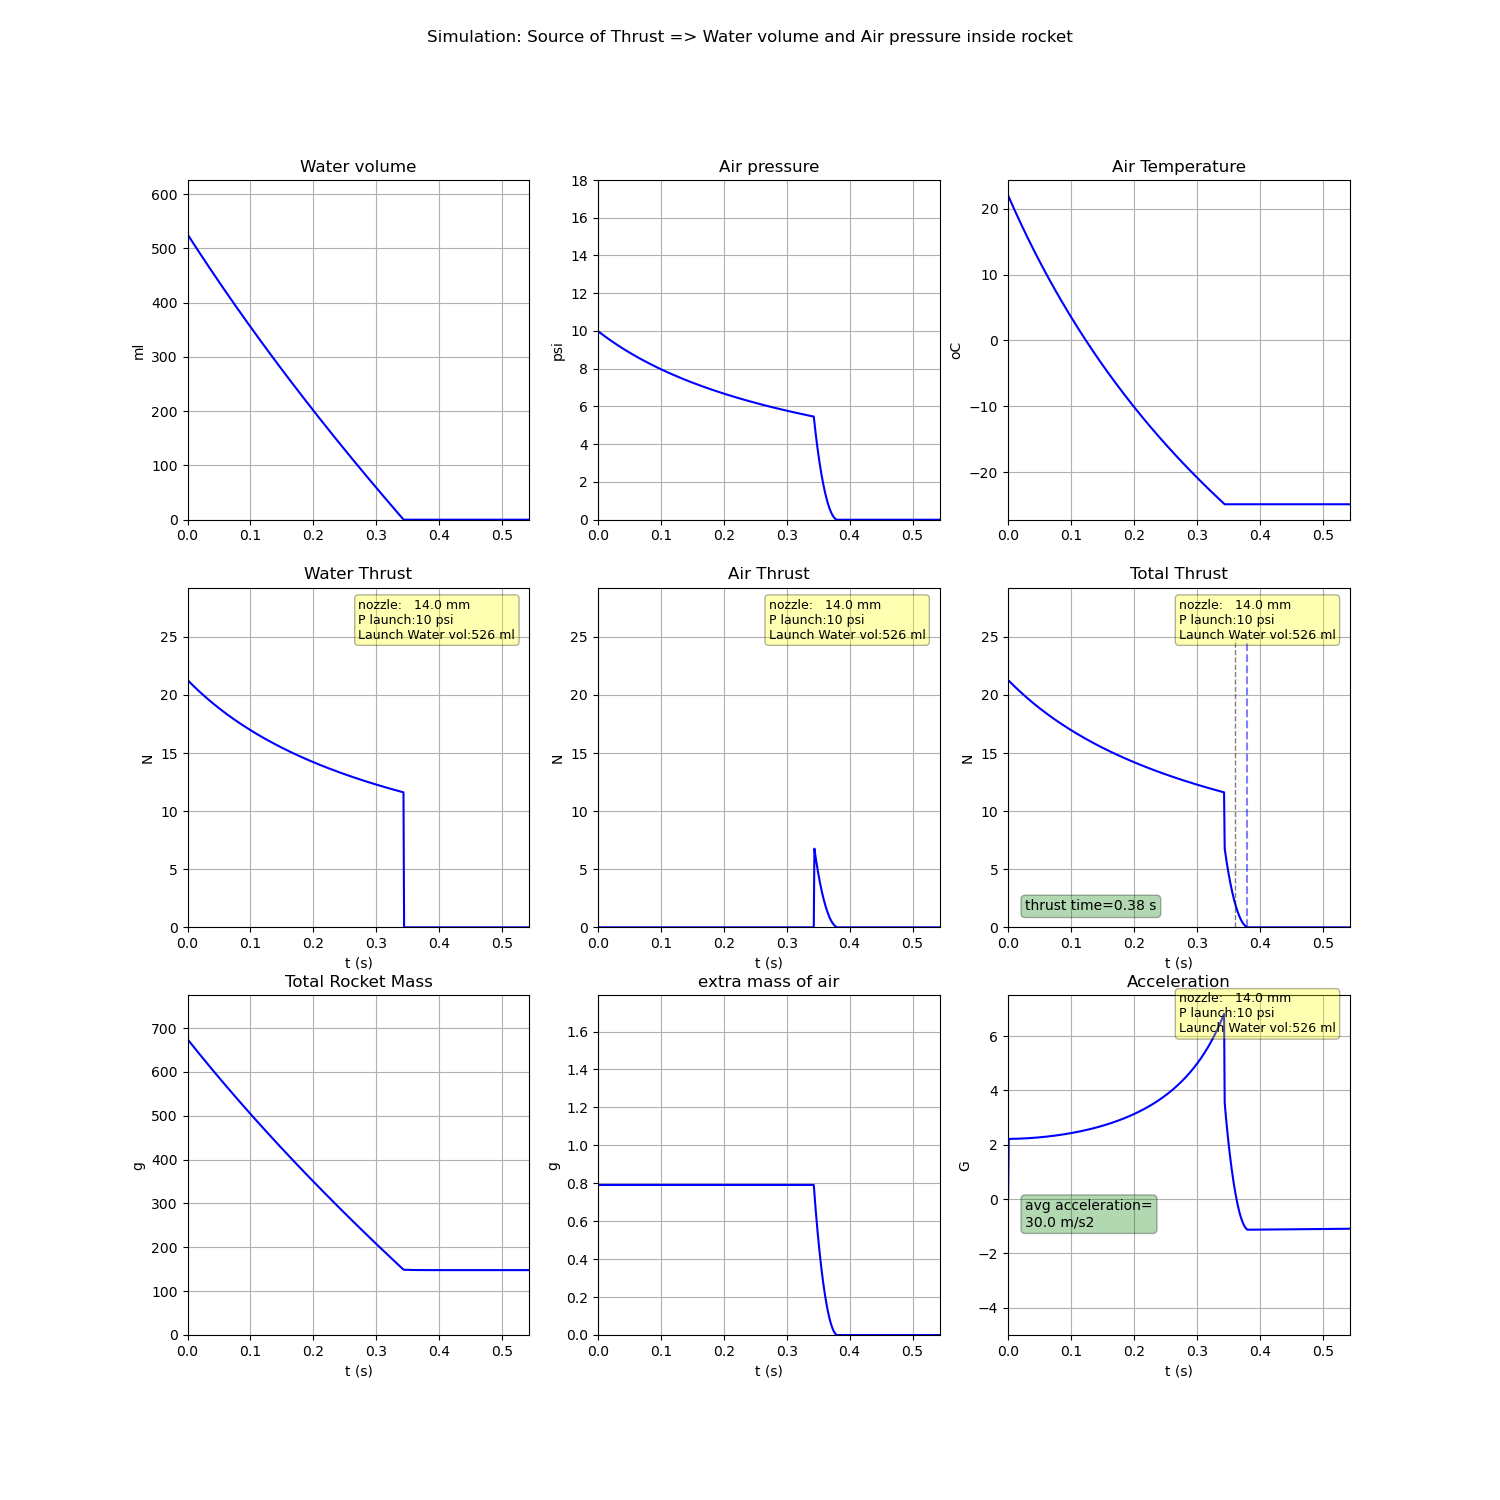 Simulation: Source of Thrust => Water volume and Air pressure inside rocket
Water volume
600
500
400
300
200
100
0
ml
0.0 0.1 0.2 0.3 0.4 0.5
Air pressure
18
16
14
12
10
8
6
4
2
0
psi
0.0 0.1 0.2 0.3 0.4 0.5
Air Temperature
20
10
0
−10
−20
oC
0.0 0.1 0.2 0.3 0.4 0.5
Water Thrust
nozzle: 14.0 mm
P launch:10 psi
Launch Water vol:526 ml
25
20
15
10
5
0
N
0.0 0.1 0.2 0.3 0.4 0.5
t (s)
Air Thrust
nozzle: 14.0 mm
P launch:10 psi
Launch Water vol:526 ml
25
20
15
10
5
0
N
0.0 0.1 0.2 0.3 0.4 0.5
t (s)
Total Thrust
nozzle: 14.0 mm
P launch:10 psi
Launch Water vol:526 ml
25
20
15
10
5
0
N
thrust time=0.38 s
0.0 0.1 0.2 0.3 0.4 0.5
t (s)
Total Rocket Mass
700
600
500
400
300
200
100
0
g
0.0 0.1 0.2 0.3 0.4 0.5
t (s)
extra mass of air
1.6
1.4
1.2
1.0
0.8
0.6
0.4
0.2
0.0
g
0.0 0.1 0.2 0.3 0.4 0.5
t (s)
Acceleration
nozzle: 14.0 mm
P launch:10 psi
Launch Water vol:526 ml
6
4
2
0
−2
−4
G
avg acceleration=
30.0 m/s2
0.0 0.1 0.2 0.3 0.4 0.5
t (s)